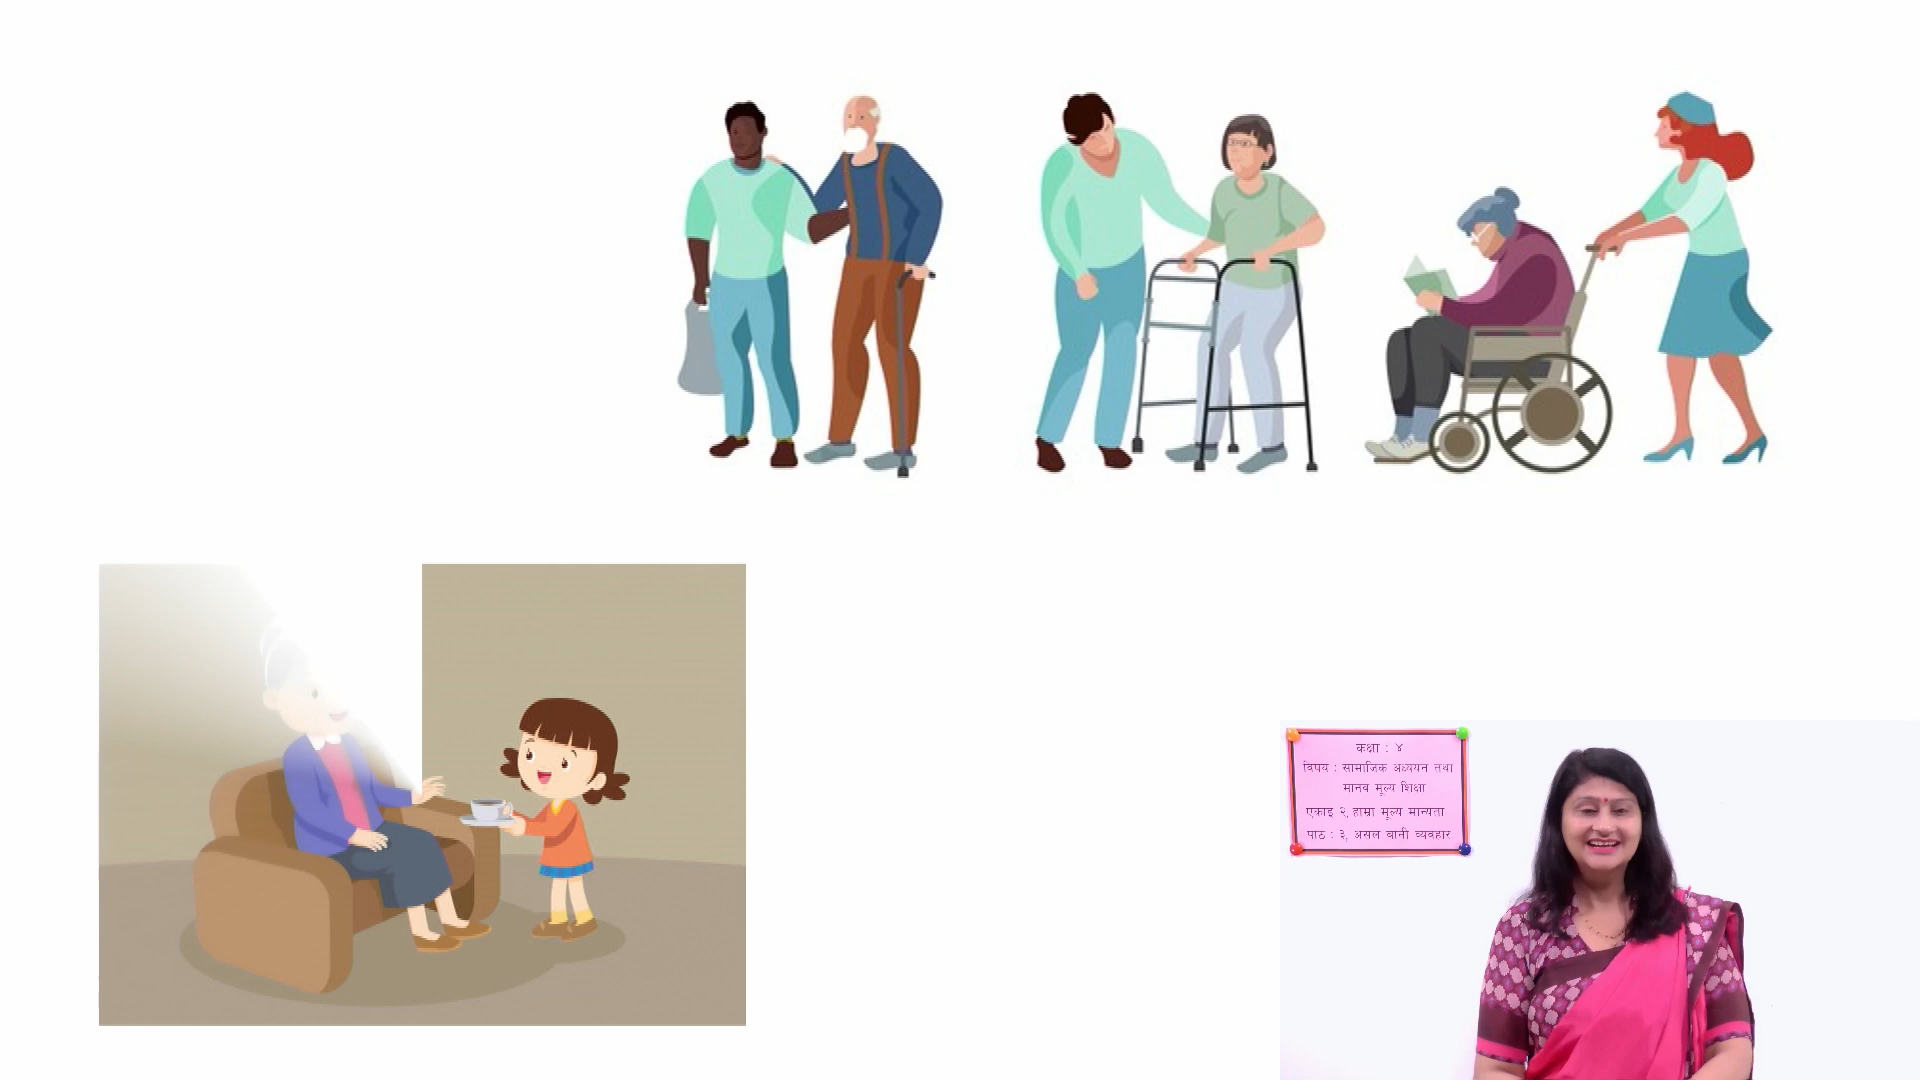 कक्षा : ४
विषय : सामाजिक अध्ययन तथा
मानव मूल्य शिक्षा
एकाइ २, हाम्रा मूल्य मान्यता
पाठ : ३, असल बानी व्यवहार